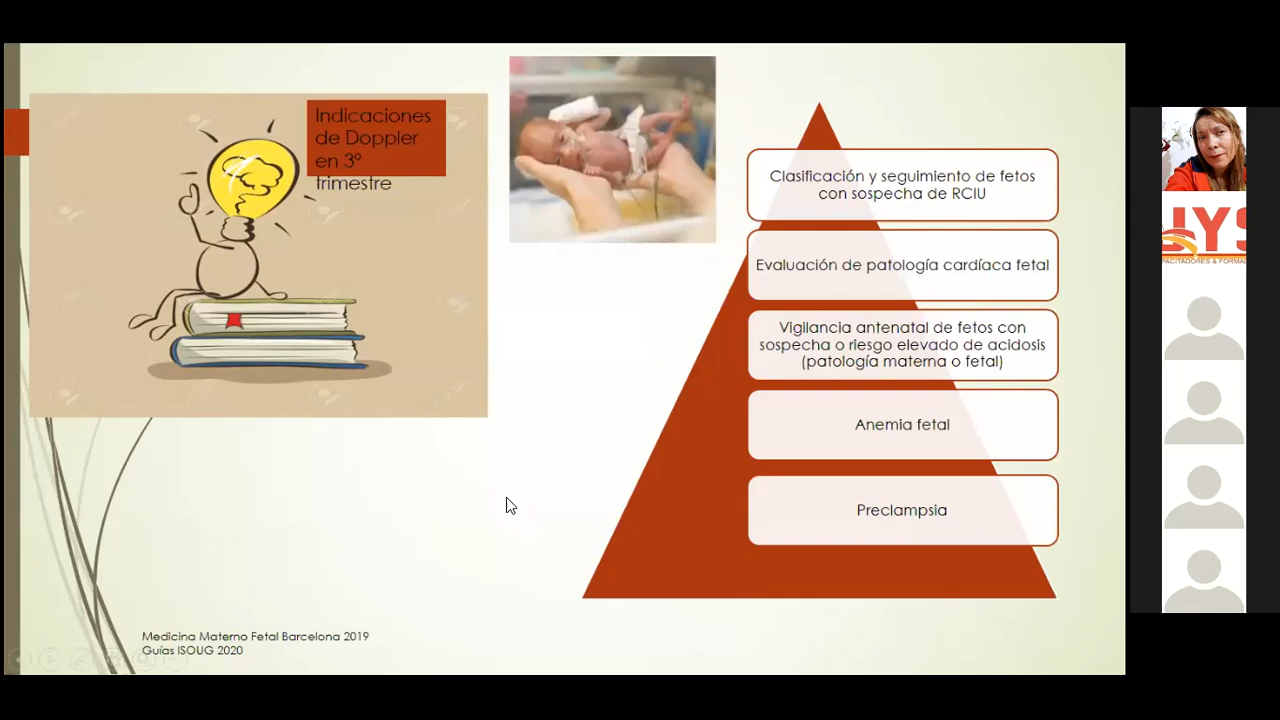 Indicaciones
de Doppler
en 3º
trimestre
Clasificación y seguimiento de fetos
con sospecha de RCIU
Evaluación de patología cardíaca fetal
Vigilancia antenatal de fetos con
sospecha o riesgo elevado de acidosis
(patología materna o fetal)
Anemia fetal
Preclampsia
Medicina Materno Fetal Barcelona 2019
Guías ISOUG 2020